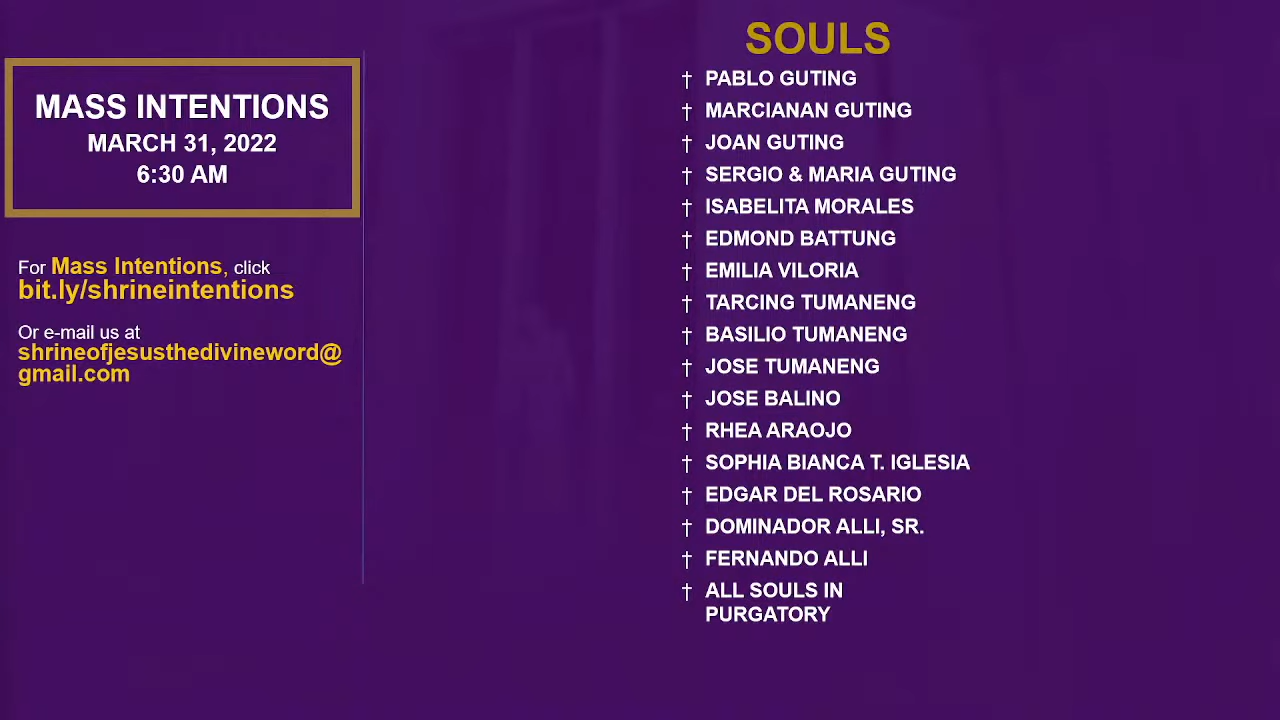 MASS INTENTIONS
MARCH 31, 2022
6:30 AM
For Mass Intentions, click
bit.ly/shrineintentions
Or e-mail us at
shrineofjesusthedivineword@
gmail.com
SOULS
† PABLO GUTING
† MARCIANAN GUTING
† JOAN GUTING
† SERGIO & MARIA GUTING
† ISABELITA MORALES
† EDMOND BATTUNG
† EMILIA VILORIA
† TARCING TUMANENG
† BASILIO TUMANENG
† JOSE TUMANENG
† JOSE BALINO
† RHEA ARAOJO
† SOPHIA BIANCA T. IGLESIA
† EDGAR DEL ROSARIO
† DOMINADOR ALLI, SR.
† FERNANDO ALLI
† ALL SOULS IN
PURGATORY